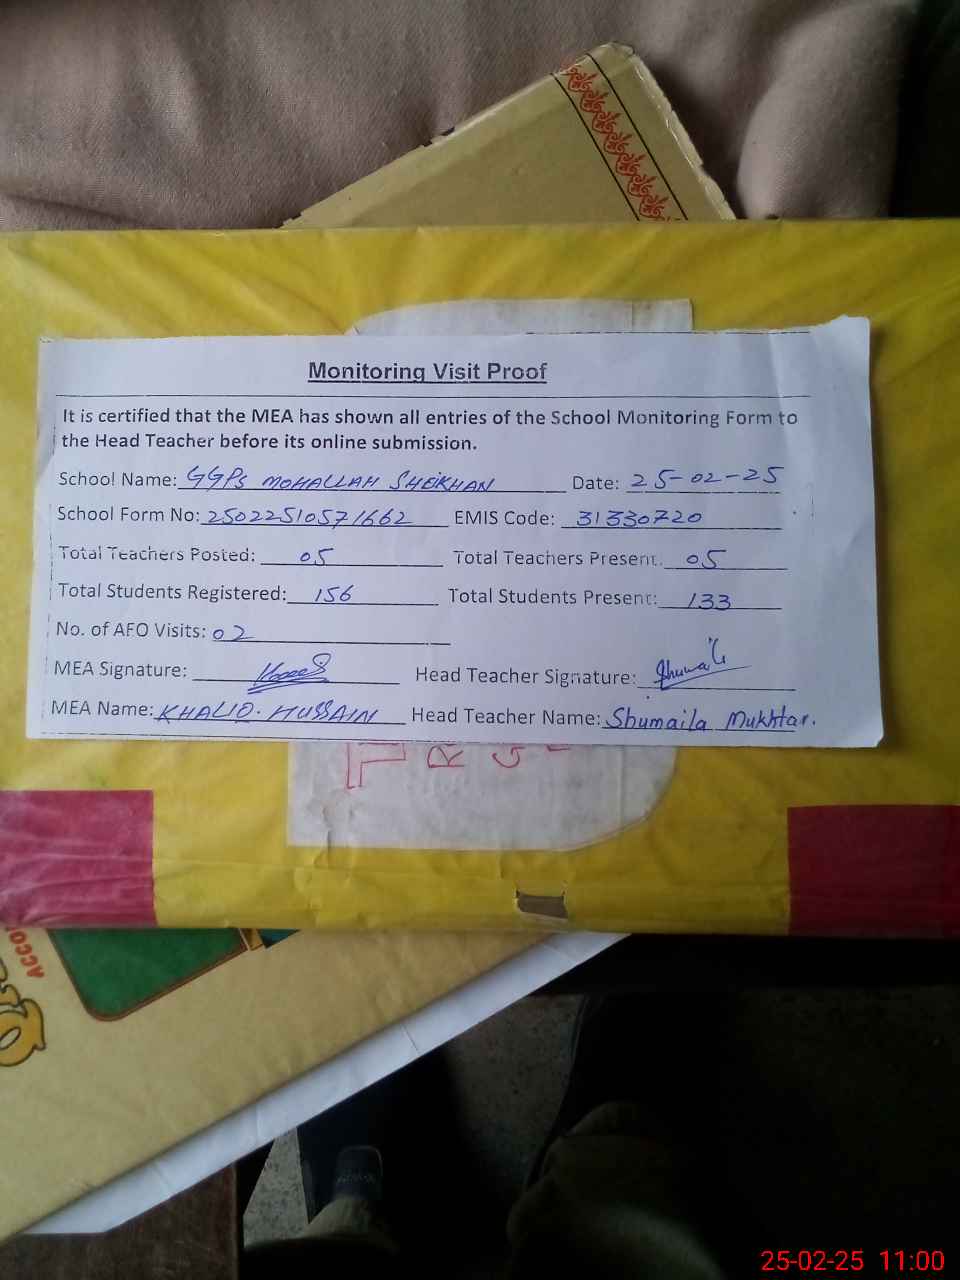 Monitoring Visit Proof
It is certified that the MEA has shown all entries of the School Monitoring Form to
the Head Teacher before its online submission.
School Name: GGPS MOHALLAH SHEIKHAN Date: 25-02-25
School Form No: 25022510571662 EMIS Code: 31330720
Total Teachers Posted: 05 Total Teachers Present: 05
Total Students Registered: 156 Total Students Present: 133
No. of AFO Visits: 02
MEA Signature: Head Teacher Signature: Shumaila
MEA Name: KHALIQ. HUSSAIN Head Teacher Name: Shumaila Mukhtar.
25-02-25 11:00